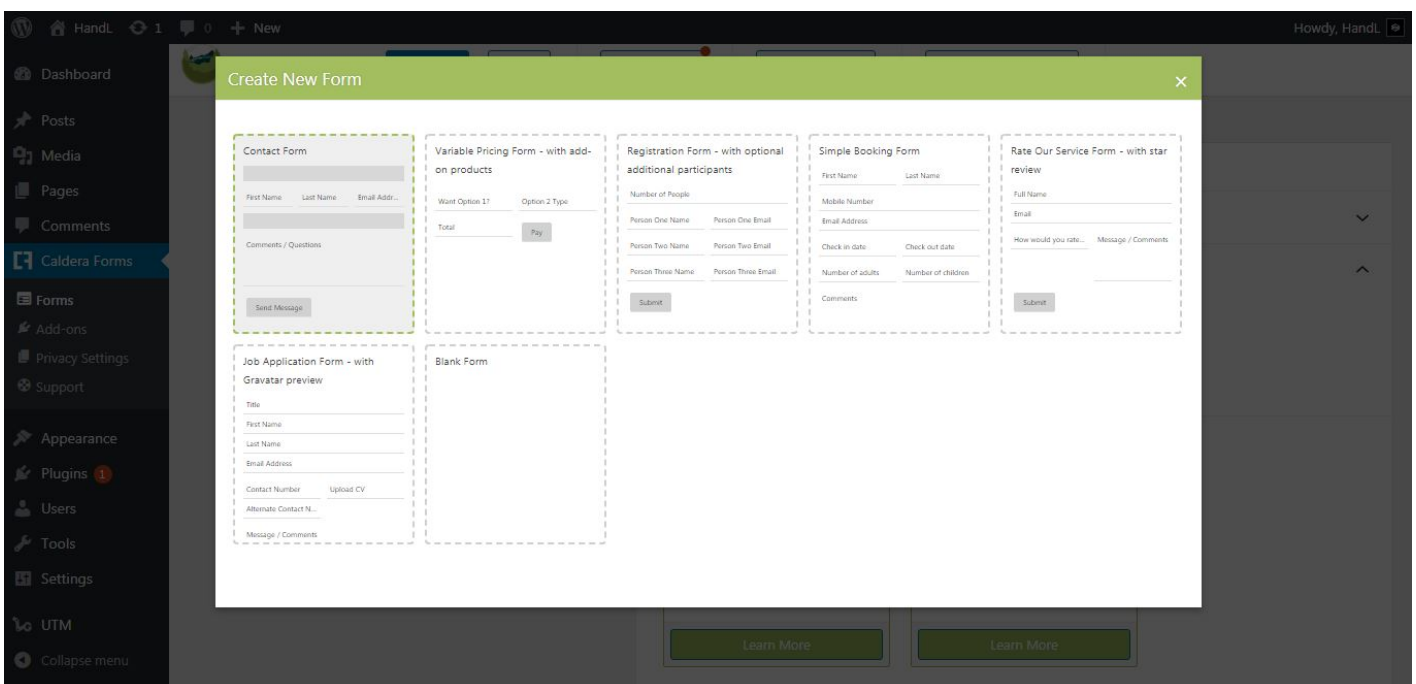 HandL
1
0
New
Howdy, HandL
Dashboard
Posts
Media
Pages
Comments
Caldera Forms
Forms
Add-ons
Privacy Settings
Support
Appearance
Plugins 1
Users
Tools
Settings
UTM
Collapse menu
Create New Form
×
Contact Form
First Name Last Name Email Addr...
Comments / Questions
Send Message
Variable Pricing Form - with add-
on products
Want Option 1? Option 2 Type
Total Pay
Registration Form - with optional
additional participants
Number of People
Person One Name Person One Email
Person Two Name Person Two Email
Person Three Name Person Three Email
Submit
Simple Booking Form
First Name Last Name
Mobile Number
Email Address
Check in date Check out date
Number of adults Number of children
Comments
Rate Our Service Form - with star
review
Full Name
Email
How would you rate... Message / Comments
Submit
Job Application Form - with
Gravatar preview
Title
First Name
Last Name
Email Address
Contact Number Upload CV
Alternate Contact N...
Message / Comments
Blank Form
Learn More Learn More